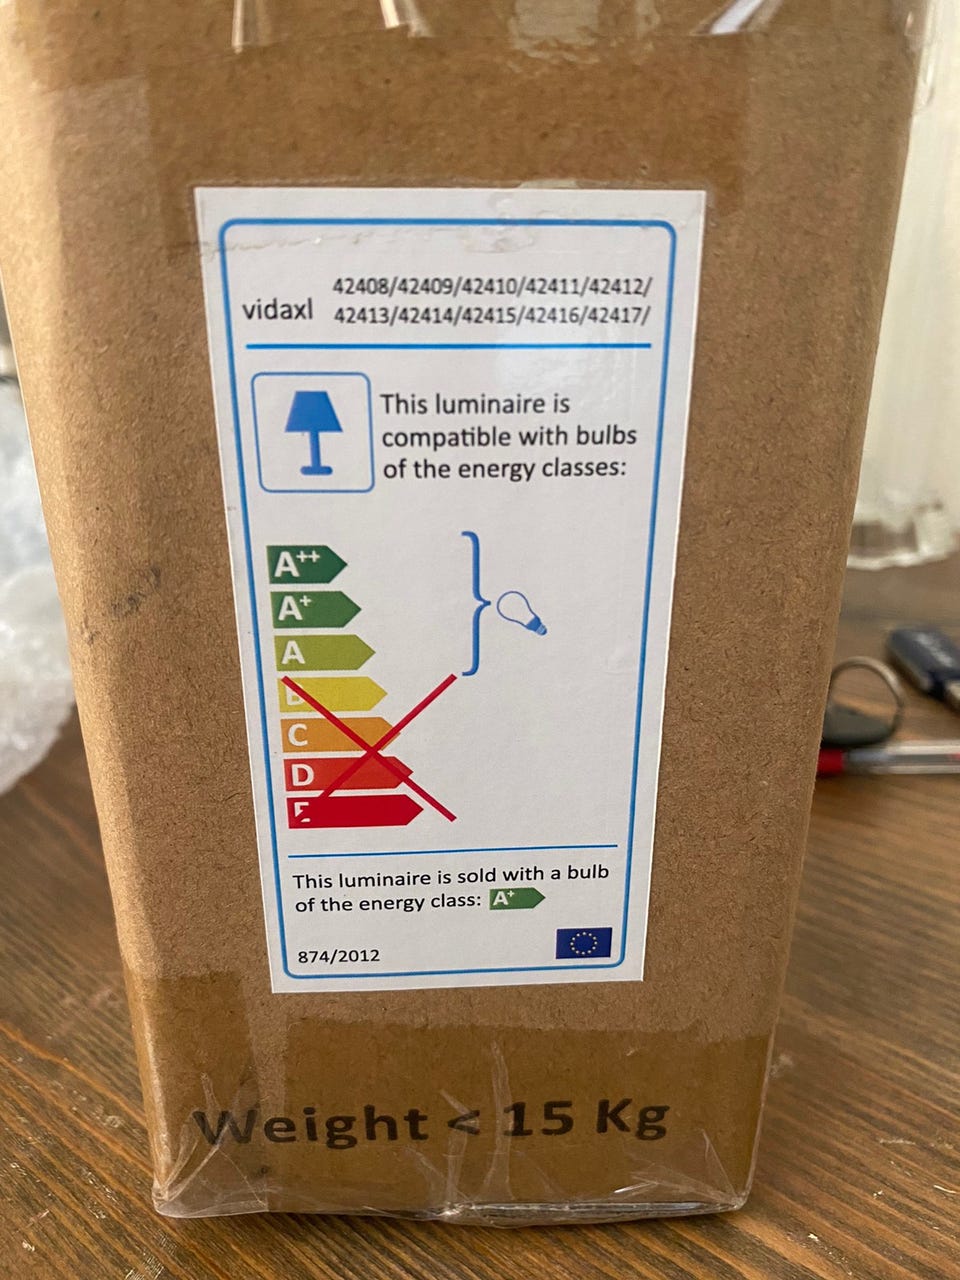 vidaxl 42408/42409/42410/42411/42412/
42413/42414/42415/42416/42417/
This luminaire is
compatible with bulbs
of the energy classes:
A++
A+
A
B
C
D
E
This luminaire is sold with a bulb
of the energy class: A+
874/2012
Weight < 15 Kg